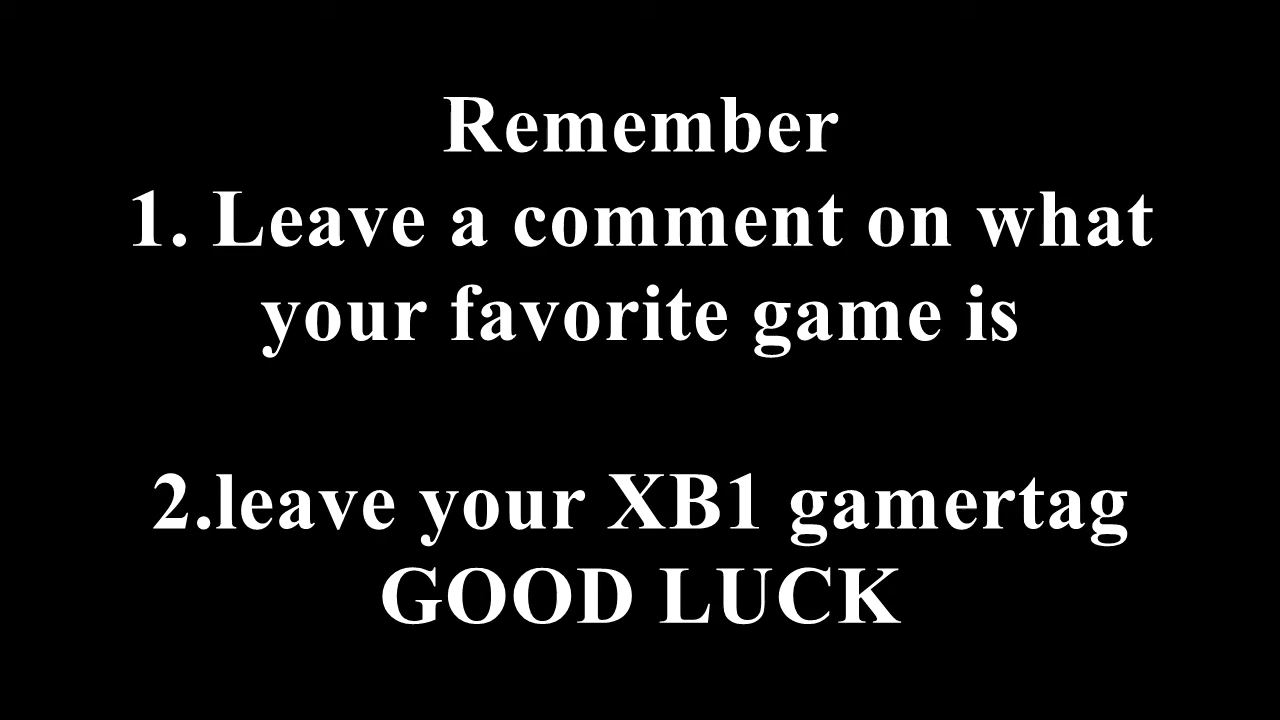 Remember
1. Leave a comment on what
your favorite game is
2.leave your XB1 gamertag
GOOD LUCK